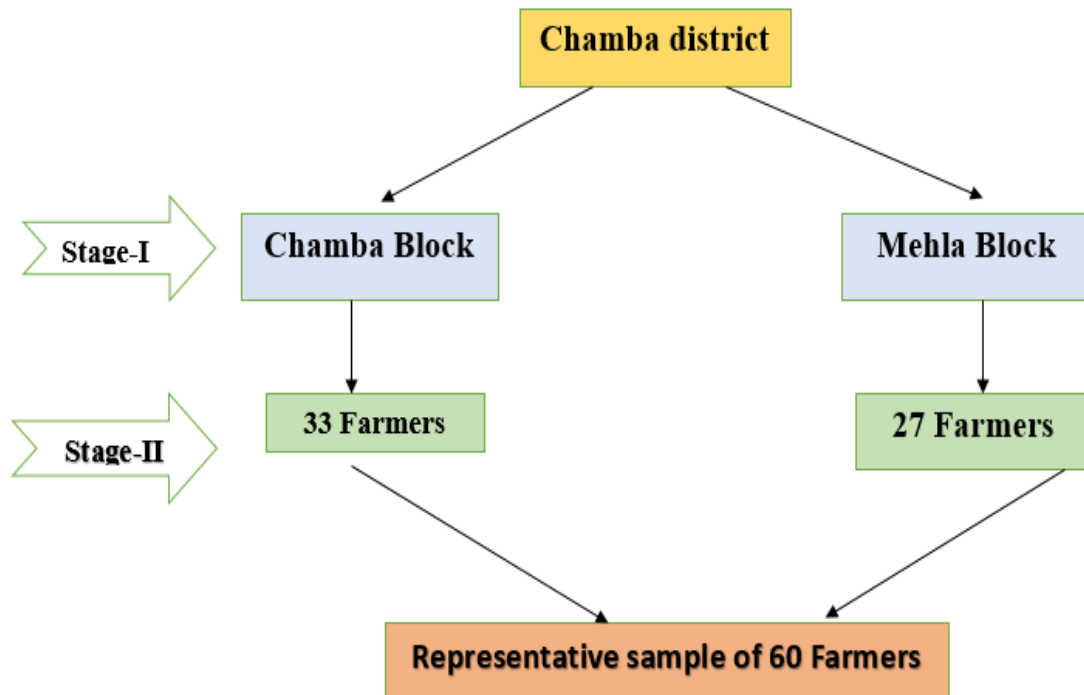 Chamba district
Stage-I
Chamba Block
Mehla Block
Stage-II
33 Farmers
27 Farmers
Representative sample of 60 Farmers